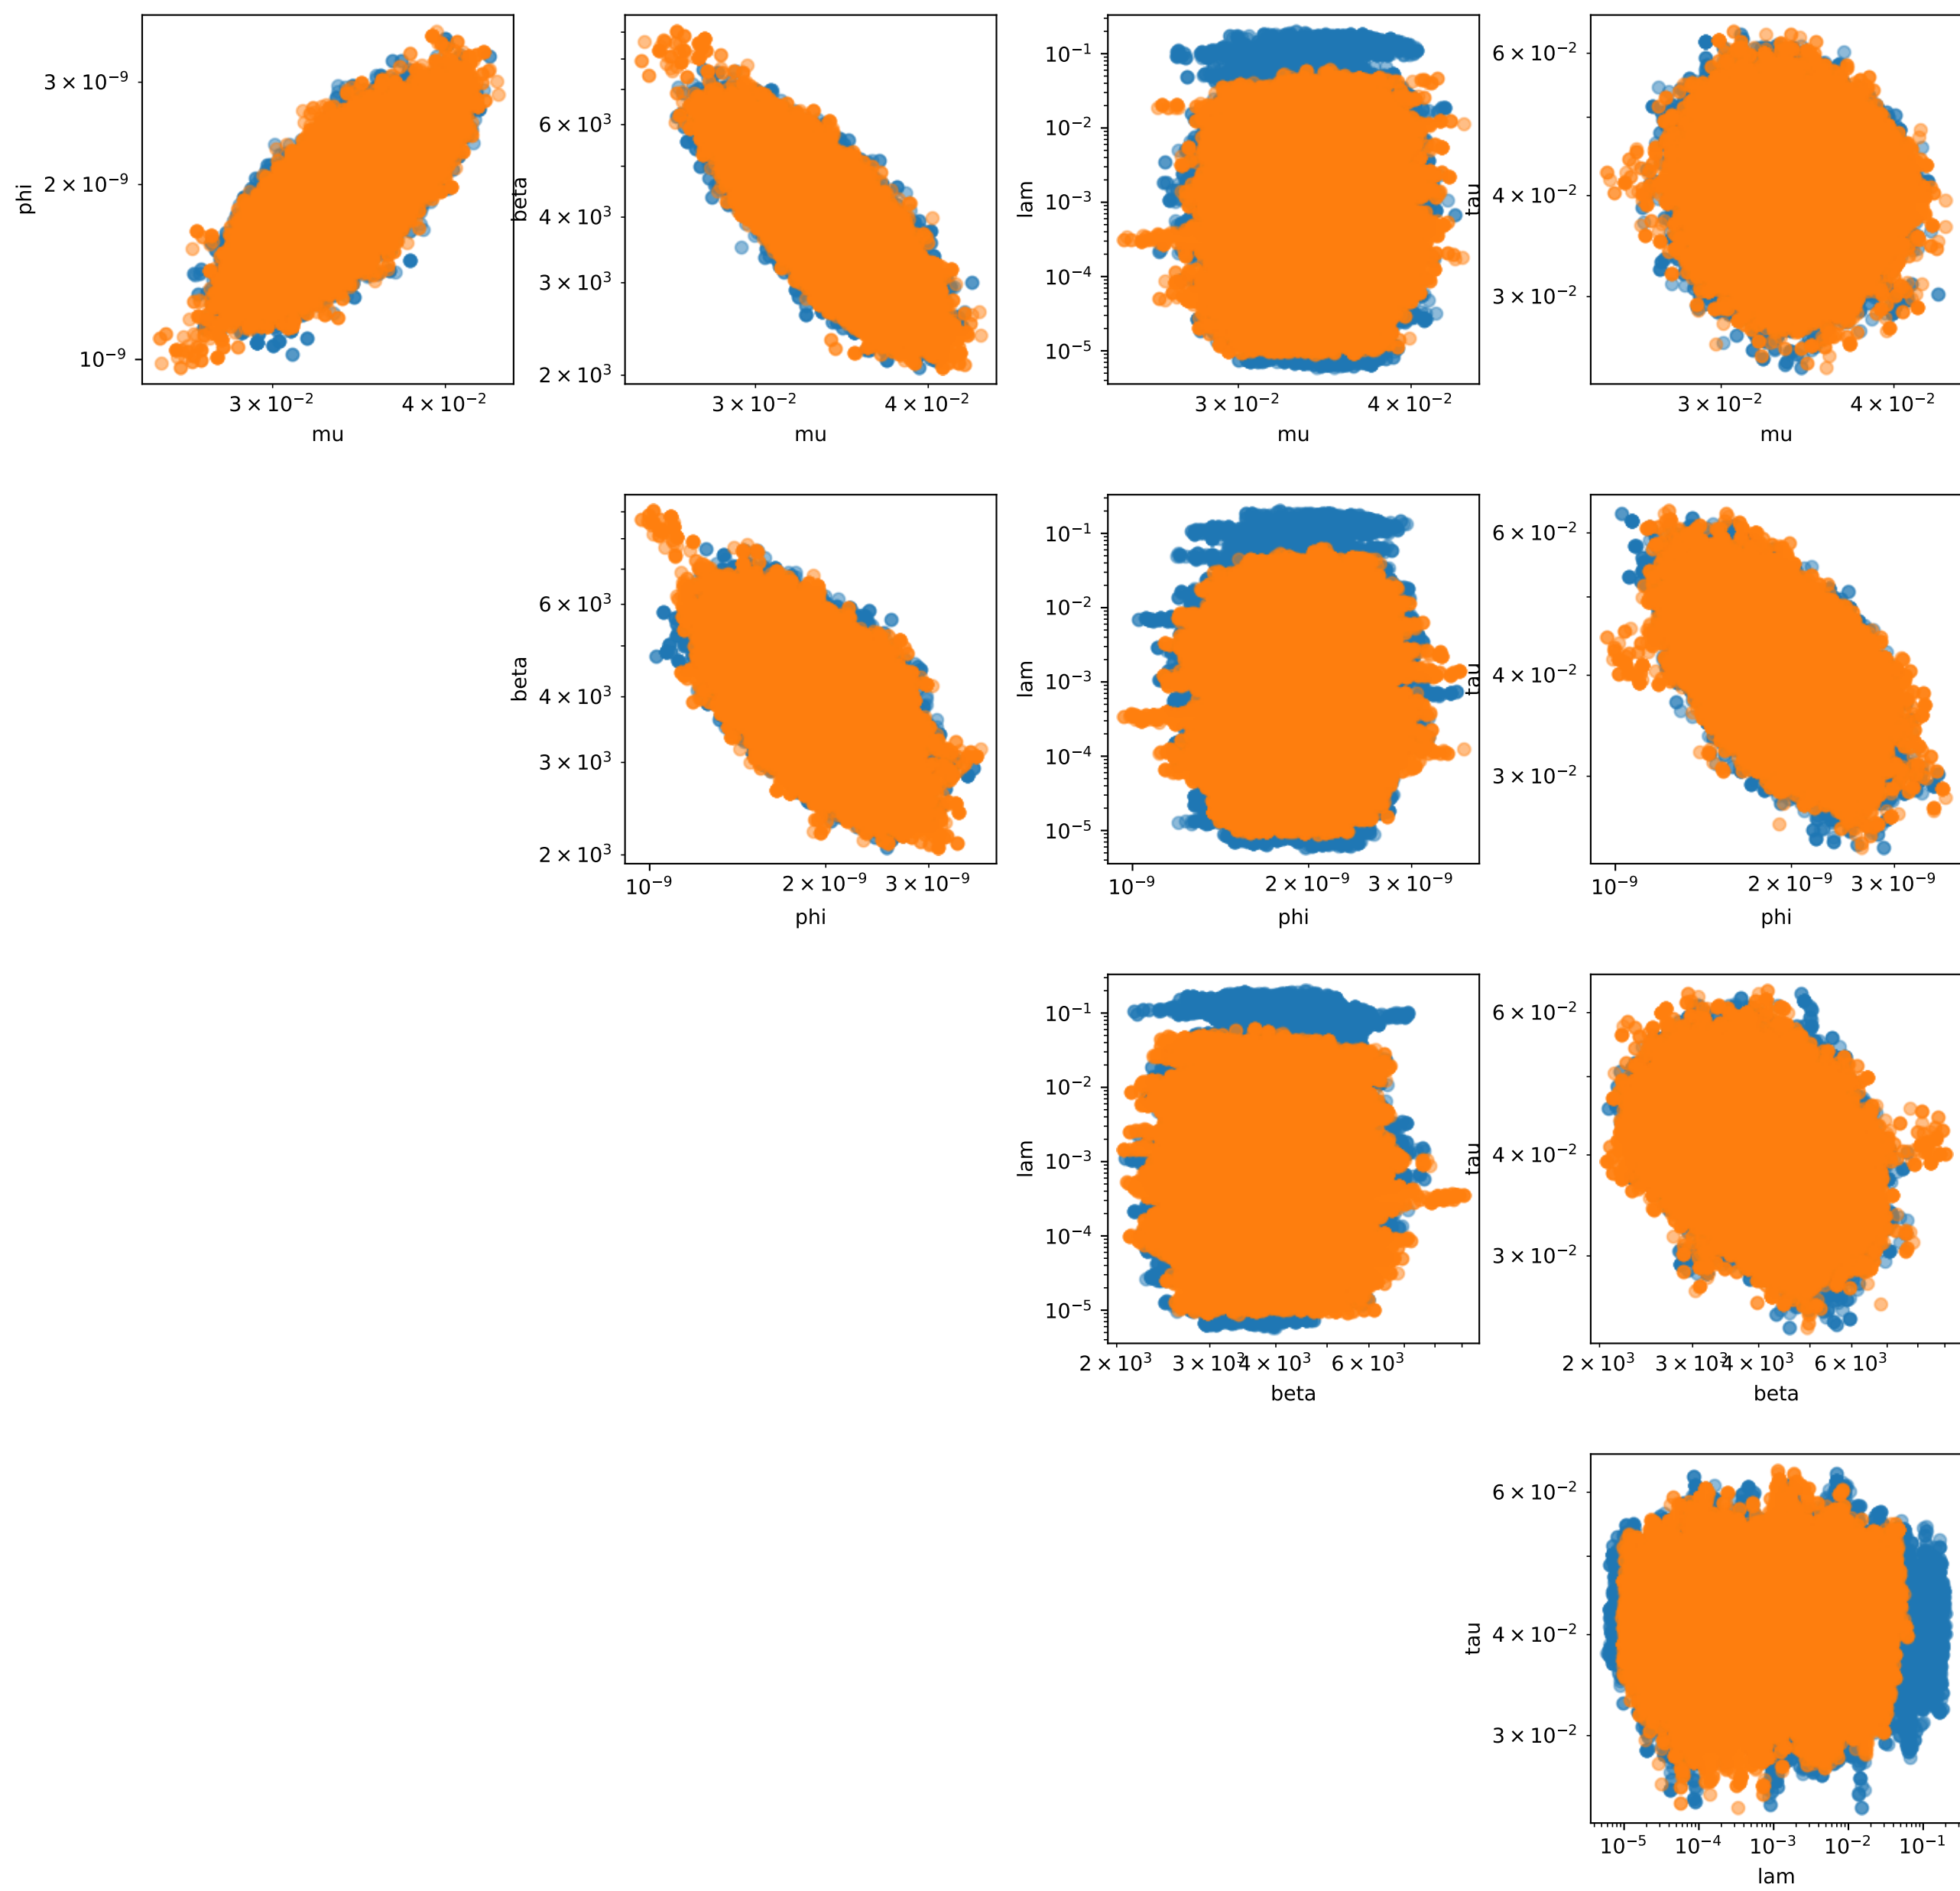 3 × 10⁻⁹
2 × 10⁻⁹
10⁻⁹
phi
3 × 10⁻² 4 × 10⁻²
mu
6 × 10³
4 × 10³
3 × 10³
2 × 10³
beta
3 × 10⁻² 4 × 10⁻²
mu
10⁻¹
10⁻²
10⁻³
10⁻⁴
10⁻⁵
lam
3 × 10⁻² 4 × 10⁻²
mu
6 × 10⁻²
4 × 10⁻²
3 × 10⁻²
tau
3 × 10⁻² 4 × 10⁻²
mu
6 × 10³
4 × 10³
3 × 10³
2 × 10³
beta
10⁻⁹ 2 × 10⁻⁹ 3 × 10⁻⁹
phi
10⁻¹
10⁻²
10⁻³
10⁻⁴
10⁻⁵
lam
10⁻⁹ 2 × 10⁻⁹ 3 × 10⁻⁹
phi
6 × 10⁻²
4 × 10⁻²
3 × 10⁻²
tau
10⁻⁹ 2 × 10⁻⁹ 3 × 10⁻⁹
phi
10⁻¹
10⁻²
10⁻³
10⁻⁴
10⁻⁵
lam
2 × 10³ 3 × 10³ 4 × 10³ 6 × 10³
beta
6 × 10⁻²
4 × 10⁻²
3 × 10⁻²
tau
2 × 10³ 3 × 10³ 4 × 10³ 6 × 10³
beta
6 × 10⁻²
4 × 10⁻²
3 × 10⁻²
tau
10⁻⁵ 10⁻⁴ 10⁻³ 10⁻² 10⁻¹
lam